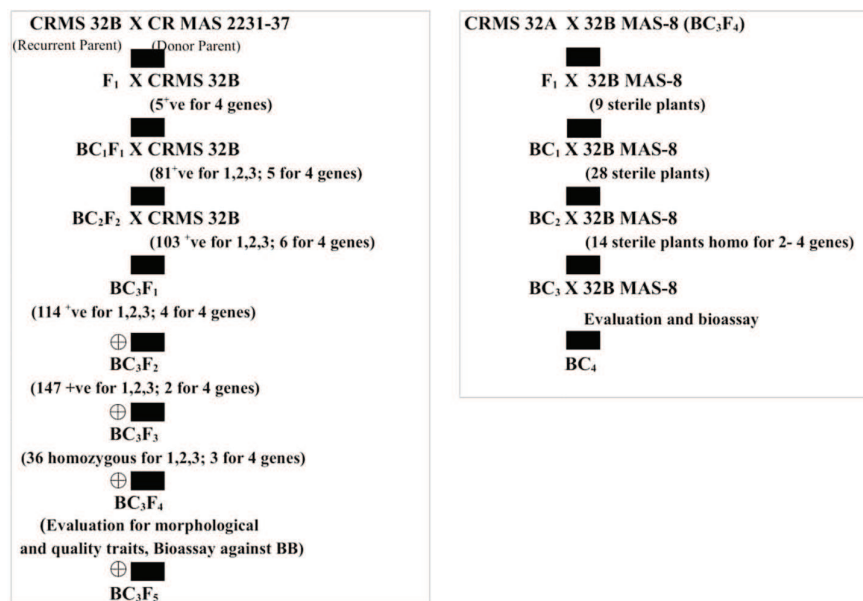 CRMS 32B X CR MAS 2231-37
(Recurrent Parent) (Donor Parent)
F₁ X CRMS 32B
(5⁺ve for 4 genes)
BC₁F₁ X CRMS 32B
(81⁺ve for 1,2,3; 5 for 4 genes)
BC₂F₂ X CRMS 32B
(103 ⁺ve for 1,2,3; 6 for 4 genes)
BC₃F₁
(114 ⁺ve for 1,2,3; 4 for 4 genes)
⊕
BC₃F₂
(147 +ve for 1,2,3; 2 for 4 genes)
⊕
BC₃F₃
(36 homozygous for 1,2,3; 3 for 4 genes)
⊕
BC₃F₄
(Evaluation for morphological
and quality traits, Bioassay against BB)
⊕
BC₃F₅
CRMS 32A X 32B MAS-8 (BC₃F₄)
F₁ X 32B MAS-8
(9 sterile plants)
BC₁ X 32B MAS-8
(28 sterile plants)
BC₂ X 32B MAS-8
(14 sterile plants homo for 2- 4 genes)
BC₃ X 32B MAS-8
Evaluation and bioassay
BC₄